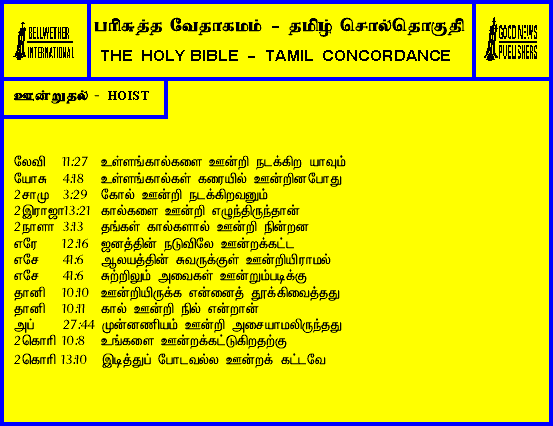 BELLWETHER
INTERNATIONAL
பரிசுத்த வேதாகமம் - தமிழ் சொல்தொகுதி
THE HOLY BIBLE - TAMIL CONCORDANCE
GOOD NEWS
PUBLISHERS
ஊன்றுதல் - HOIST
லேவி 11:27 உள்ளங்கால்களை ஊன்றி நடக்கிற யாவும்
யோசு 4:18 உள்ளங்கால்கள் கரையில் ஊன்றினபோது
2சாமு 3:29 கோல் ஊன்றி நடக்கிறவனும்
2இராஜா13:21 கால்களை ஊன்றி எழுந்திருந்தான்
2நாளா 3:13 தங்கள் கால்களால் ஊன்றி நின்றன
எரே 12:16 ஜனத்தின் நடுவிலே ஊன்றக்கட்ட
எசே 41:6 ஆலயத்தின் சுவருக்குள் ஊன்றியிராமல்
எசே 41:6 சுற்றிலும் அவைகள் ஊன்றும்படிக்கு
தானி 10:10 ஊன்றியிருக்க என்னைத் தூக்கிவைத்தது
தானி 10:11 கால் ஊன்றி நில் என்றான்
அப் 27:44 முன்னணியம் ஊன்றி அசையாமலிருந்தது
2கொரி 10:8 உங்களை ஊன்றக்கட்டுகிறதற்கு
2கொரி 13:10 இடித்துப் போடவல்ல ஊன்றக் கட்டவே